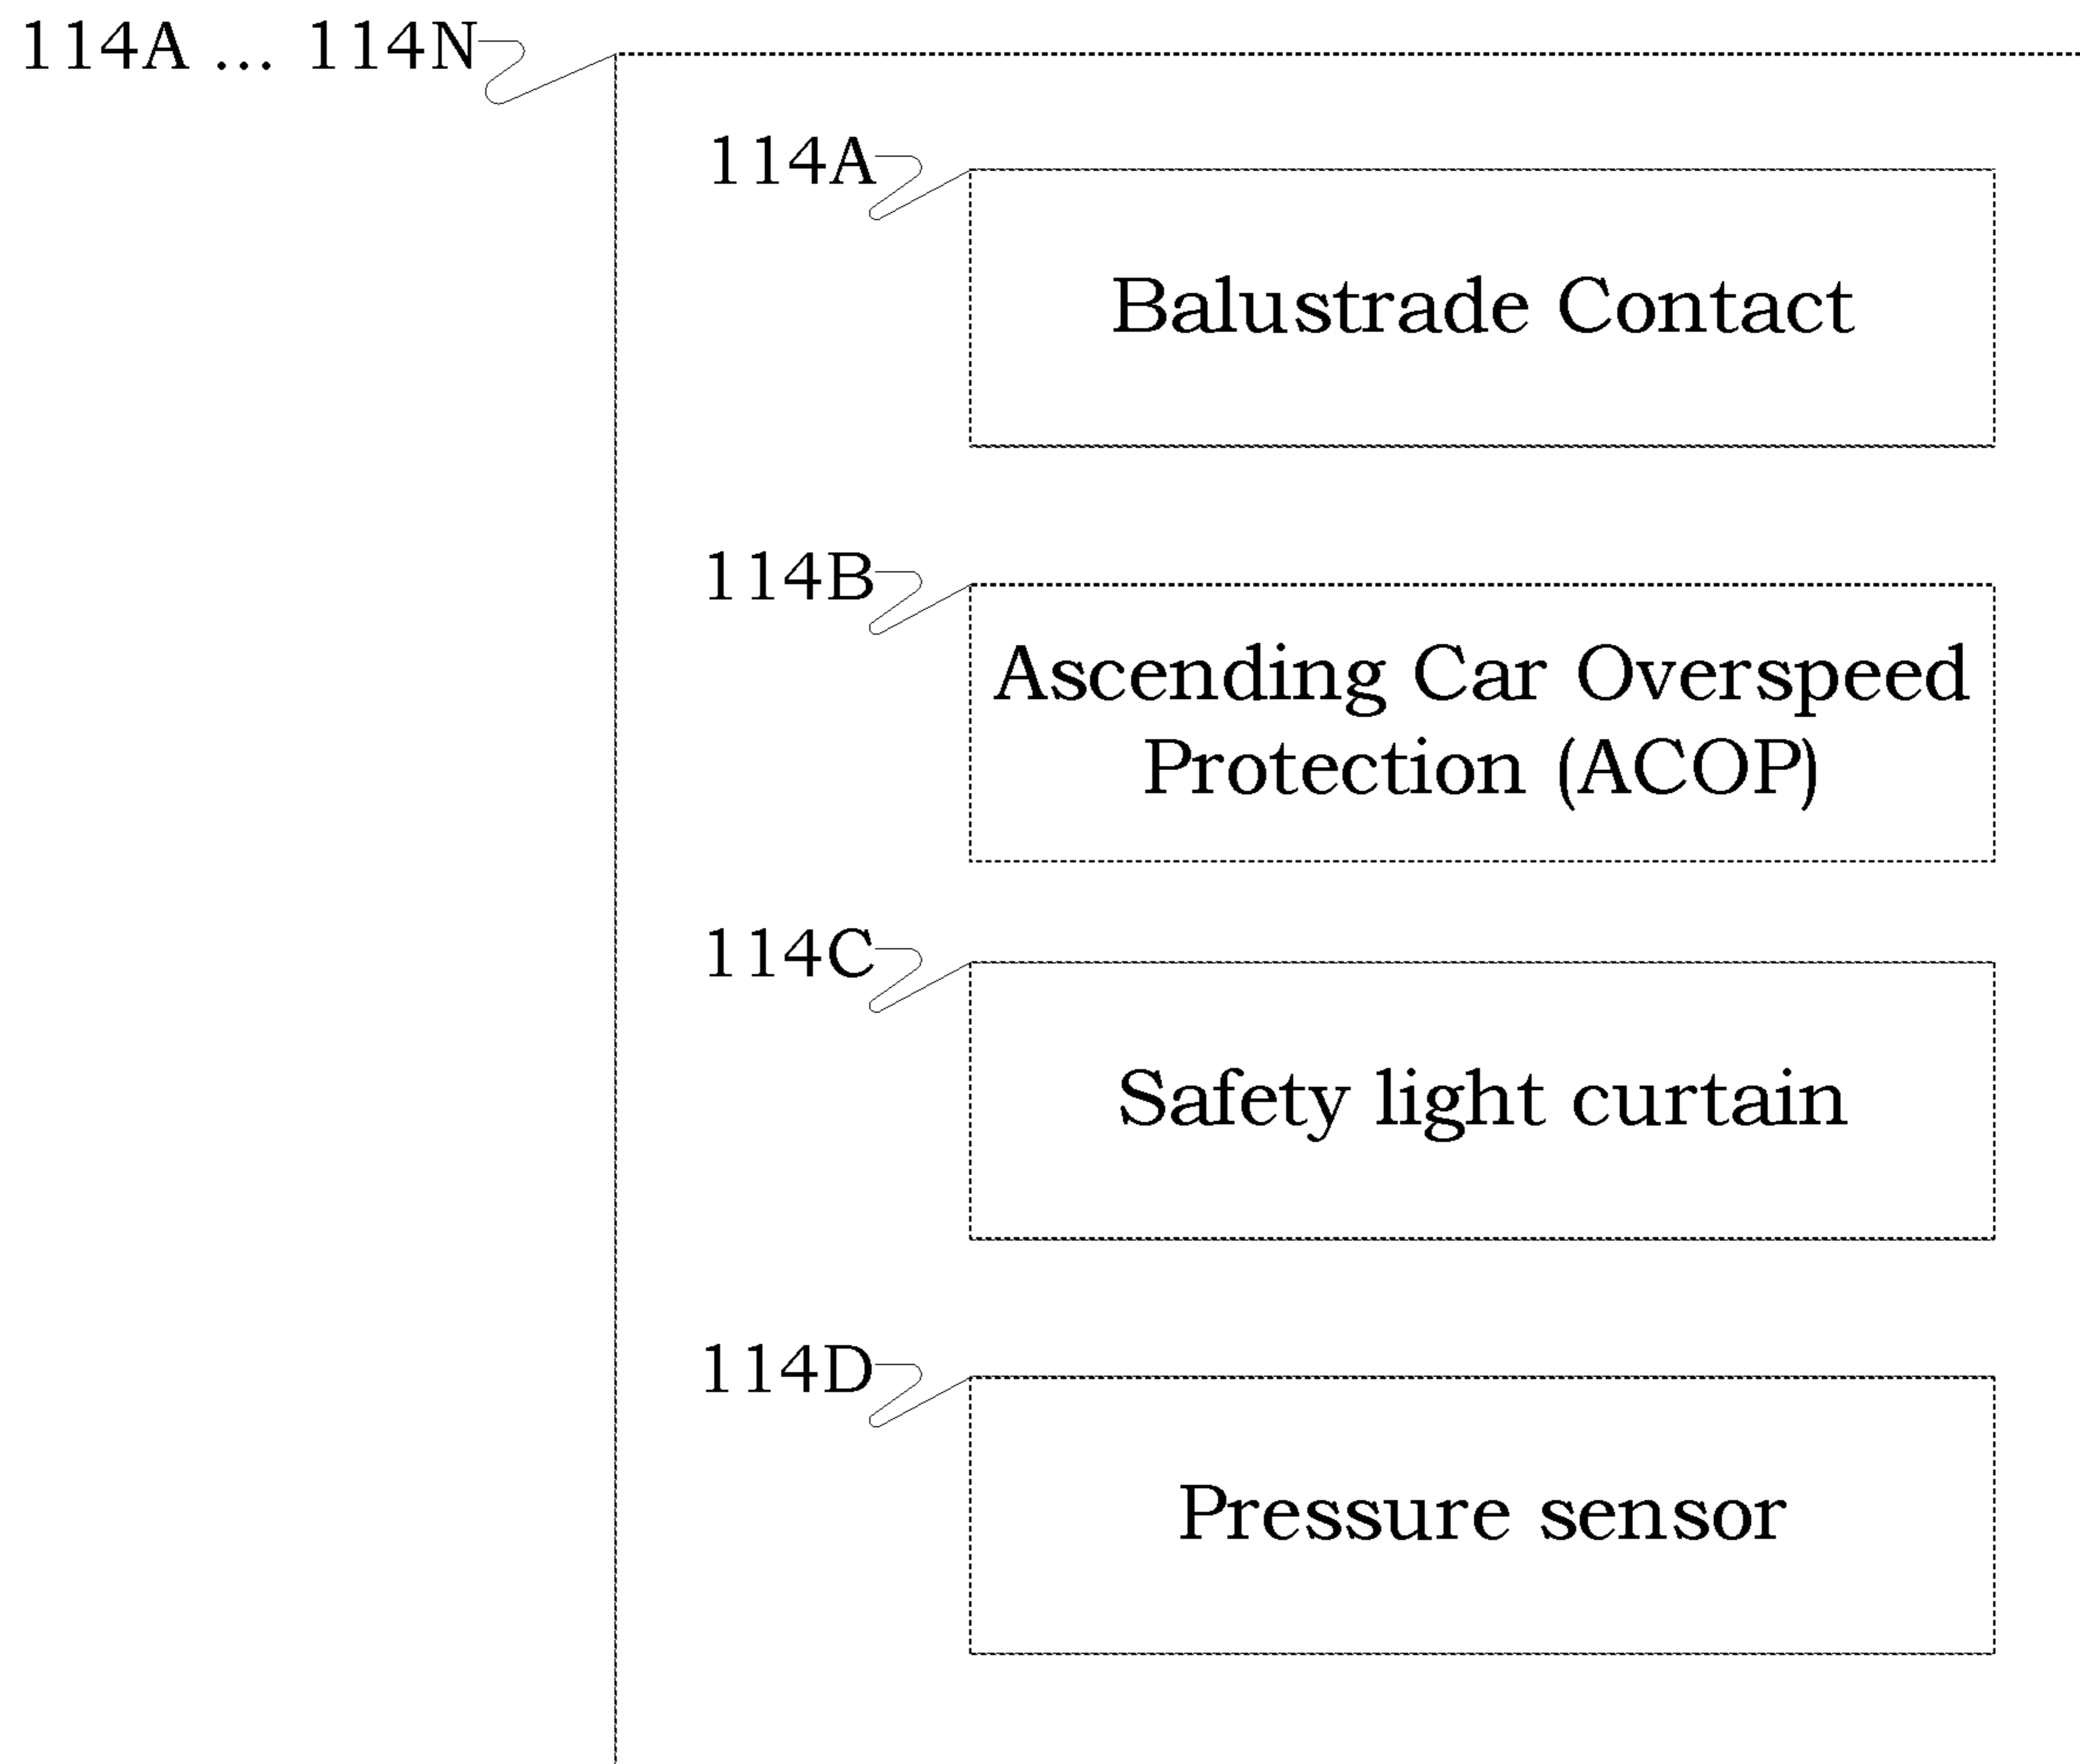 114A ... 114N
114A
Balustrade Contact
114B
Ascending Car Overspeed
Protection (ACOP)
114C
Safety light curtain
114D
Pressure sensor